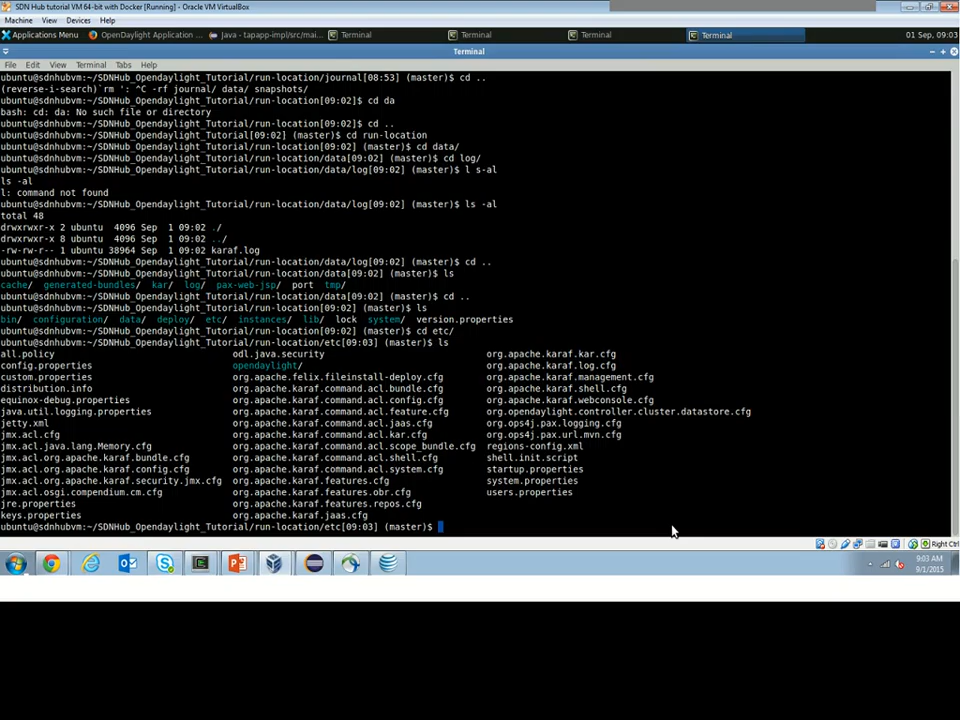 SDN Hub tutorial VM 64-bit with Docker [Running] - Oracle VM VirtualBox
Machine View Devices Help
Applications Menu OpenDaylight Application ... Java - tapapp-impl/src/mai... Terminal Terminal Terminal Terminal 01 Sep, 09:03
Terminal
File Edit View Terminal Tabs Help
ubuntu@sdnhubvm:~/SDNHub_Opendaylight_Tutorial/run-location/journal[08:53] (master)$ cd ..
(reverse-i-search)`rm ': ^C -rf journal/ data/ snapshots/
ubuntu@sdnhubvm:~/SDNHub_Opendaylight_Tutorial/run-location[09:02] (master)$ cd da
bash: cd: da: No such file or directory
ubuntu@sdnhubvm:~/SDNHub_Opendaylight_Tutorial/run-location[09:02] (master)$ cd ..
ubuntu@sdnhubvm:~/SDNHub_Opendaylight_Tutorial[09:02] (master)$ cd run-location
ubuntu@sdnhubvm:~/SDNHub_Opendaylight_Tutorial/run-location[09:02] (master)$ cd data/
ubuntu@sdnhubvm:~/SDNHub_Opendaylight_Tutorial/run-location/data[09:02] (master)$ cd log/
ubuntu@sdnhubvm:~/SDNHub_Opendaylight_Tutorial/run-location/data/log[09:02] (master)$ l s-al
ls -al
l: command not found
ubuntu@sdnhubvm:~/SDNHub_Opendaylight_Tutorial/run-location/data/log[09:02] (master)$ ls -al
total 48
drwxrwxr-x 2 ubuntu 4096 Sep 1 09:02 ./
drwxrwxr-x 8 ubuntu 4096 Sep 1 09:02 ../
-rw-rw-r-- 1 ubuntu 38964 Sep 1 09:02 karaf.log
ubuntu@sdnhubvm:~/SDNHub_Opendaylight_Tutorial/run-location/data/log[09:02] (master)$ cd ..
ubuntu@sdnhubvm:~/SDNHub_Opendaylight_Tutorial/run-location/data[09:02] (master)$ ls
cache/ generated-bundles/ kar/ log/ pax-web-jsp/ port tmp/
ubuntu@sdnhubvm:~/SDNHub_Opendaylight_Tutorial/run-location/data[09:02] (master)$ cd ..
ubuntu@sdnhubvm:~/SDNHub_Opendaylight_Tutorial/run-location[09:02] (master)$ ls
bin/ configuration/ data/ deploy/ etc/ instances/ lib/ lock system/ version.properties
ubuntu@sdnhubvm:~/SDNHub_Opendaylight_Tutorial/run-location[09:02] (master)$ cd etc/
ubuntu@sdnhubvm:~/SDNHub_Opendaylight_Tutorial/run-location/etc[09:03] (master)$ ls
all.policy odl.java.security org.apache.karaf.kar.cfg
config.properties opendaylight/ org.apache.karaf.log.cfg
custom.properties org.apache.felix.fileinstall-deploy.cfg org.apache.karaf.management.cfg
distribution.info org.apache.karaf.command.acl.bundle.cfg org.apache.karaf.shell.cfg
equinox-debug.properties org.apache.karaf.command.acl.config.cfg org.apache.karaf.webconsole.cfg
java.util.logging.properties org.apache.karaf.command.acl.feature.cfg org.opendaylight.controller.cluster.datastore.cfg
jetty.xml org.apache.karaf.command.acl.jaas.cfg org.ops4j.pax.logging.cfg
jmx.acl.cfg org.apache.karaf.command.acl.kar.cfg org.ops4j.pax.url.mvn.cfg
jmx.acl.java.lang.Memory.cfg org.apache.karaf.command.acl.scope_bundle.cfg regions-config.xml
jmx.acl.org.apache.karaf.bundle.cfg org.apache.karaf.command.acl.shell.cfg shell.init.script
jmx.acl.org.apache.karaf.config.cfg org.apache.karaf.command.acl.system.cfg startup.properties
jmx.acl.org.apache.karaf.security.jmx.cfg org.apache.karaf.features.cfg system.properties
jmx.acl.osgi.compendium.cm.cfg org.apache.karaf.features.obr.cfg users.properties
jre.properties org.apache.karaf.features.repos.cfg
keys.properties org.apache.karaf.jaas.cfg
ubuntu@sdnhubvm:~/SDNHub_Opendaylight_Tutorial/run-location/etc[09:03] (master)$
Right Ctrl
9:03 AM
9/1/2015